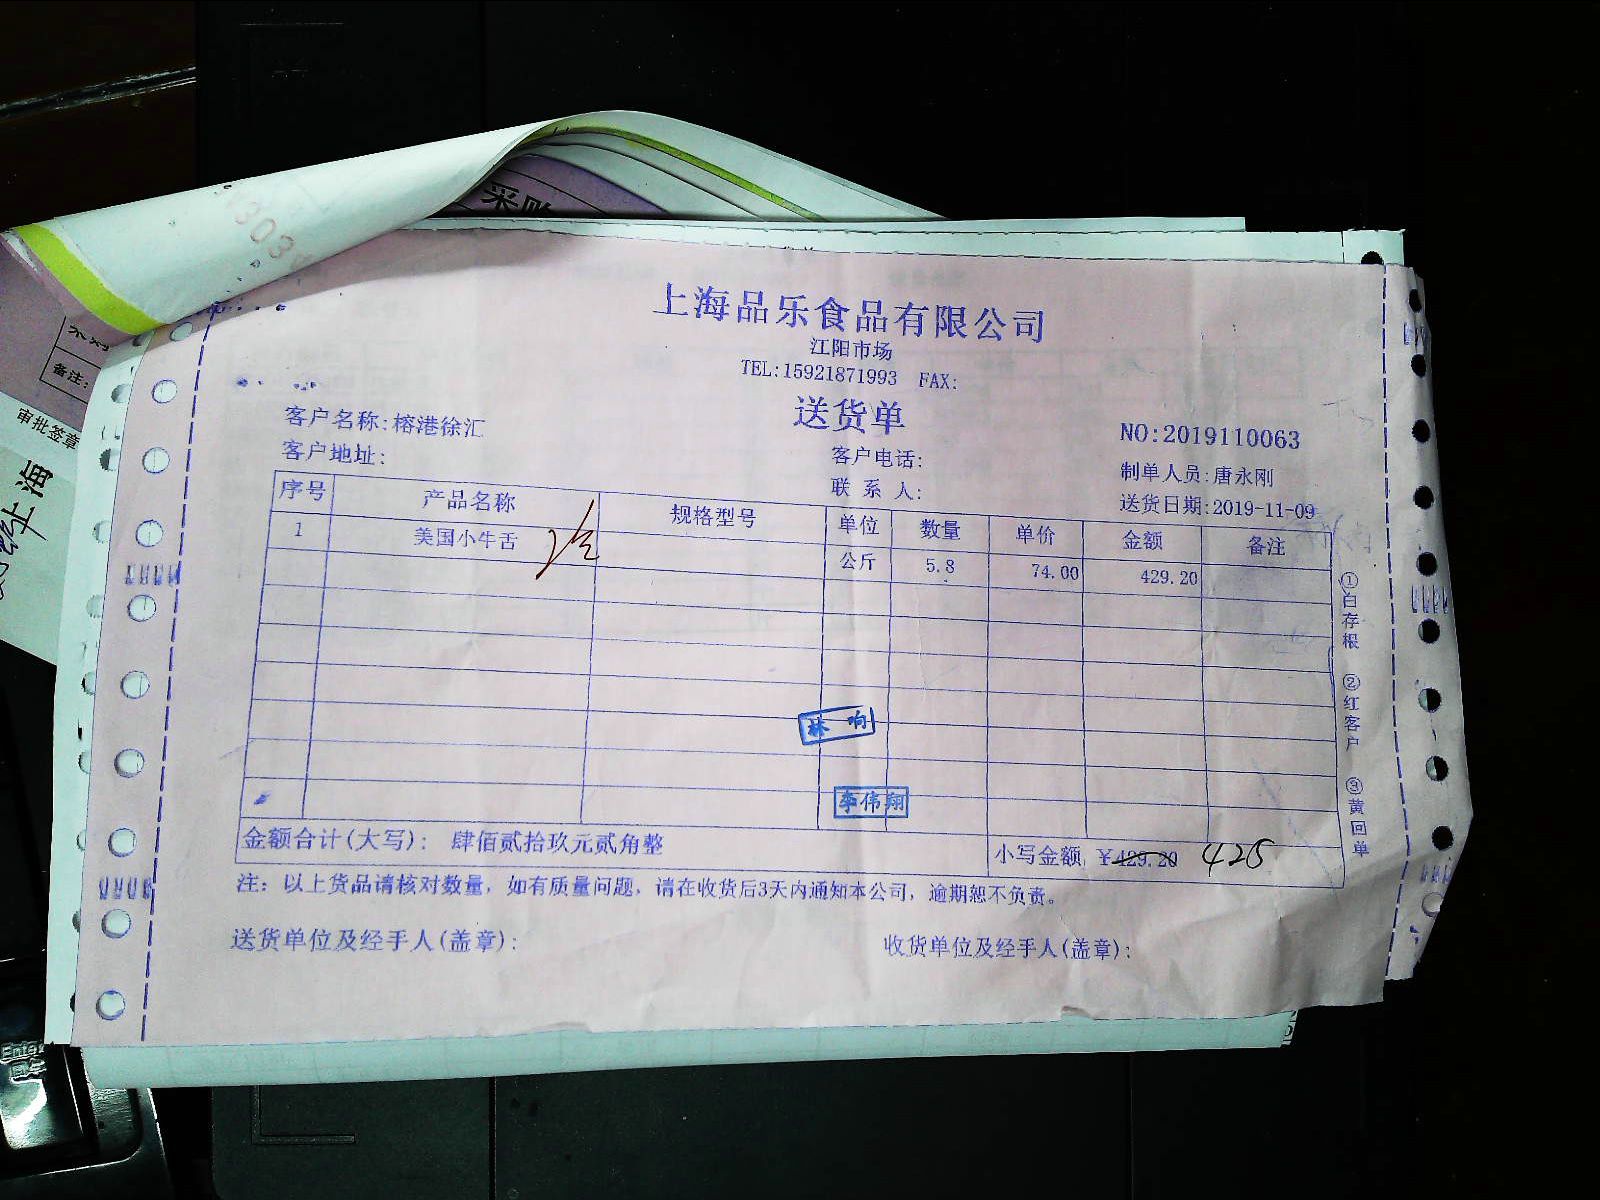 采购
备注:
审批签章
上海品乐食品有限公司
江阳市场
TEL:15921871993 FAX:
送货单
客户名称:榕港徐汇
客户电话:
NO:2019110063
客户地址:
联系人:
制单人员:唐永刚
送货日期:2019-11-09
序号 产品名称 规格型号 单位 数量 单价 金额 备注
1 美国小牛舌 公斤 5.8 74.00 429.20
林响
李伟翔
金额合计(大写): 肆佰贰拾玖元贰角整 小写金额 ¥429.20 425
注: 以上货品请核对数量, 如有质量问题, 请在收货后3天内通知本公司, 逾期恕不负责。
送货单位及经手人(盖章): 收货单位及经手人(盖章):
①白存根 ②红客户 ③黄回单
Enter